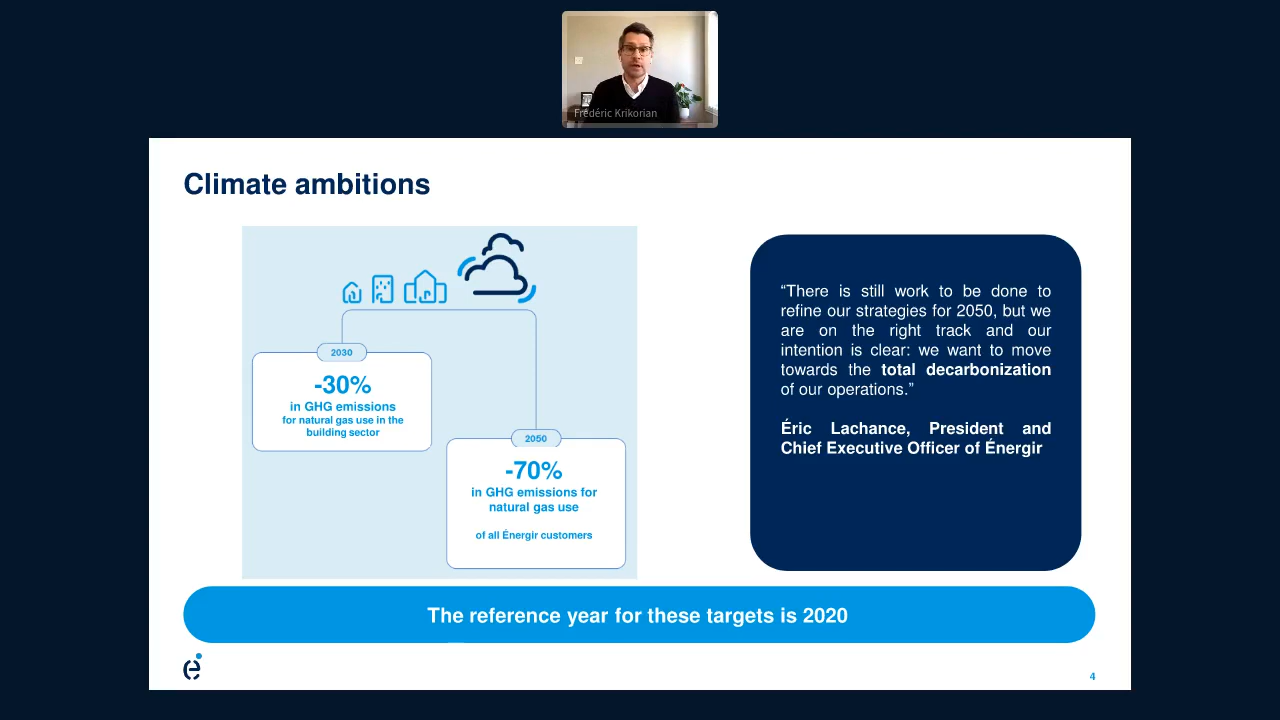 Frédéric Krikorian
Climate ambitions
2030
-30%
in GHG emissions
for natural gas use in the
building sector
2050
-70%
in GHG emissions for
natural gas use
of all Énergir customers
“There is still work to be done to
refine our strategies for 2050, but we
are on the right track and our
intention is clear: we want to move
towards the total decarbonization
of our operations.”
Éric Lachance, President and
Chief Executive Officer of Énergir
The reference year for these targets is 2020
4